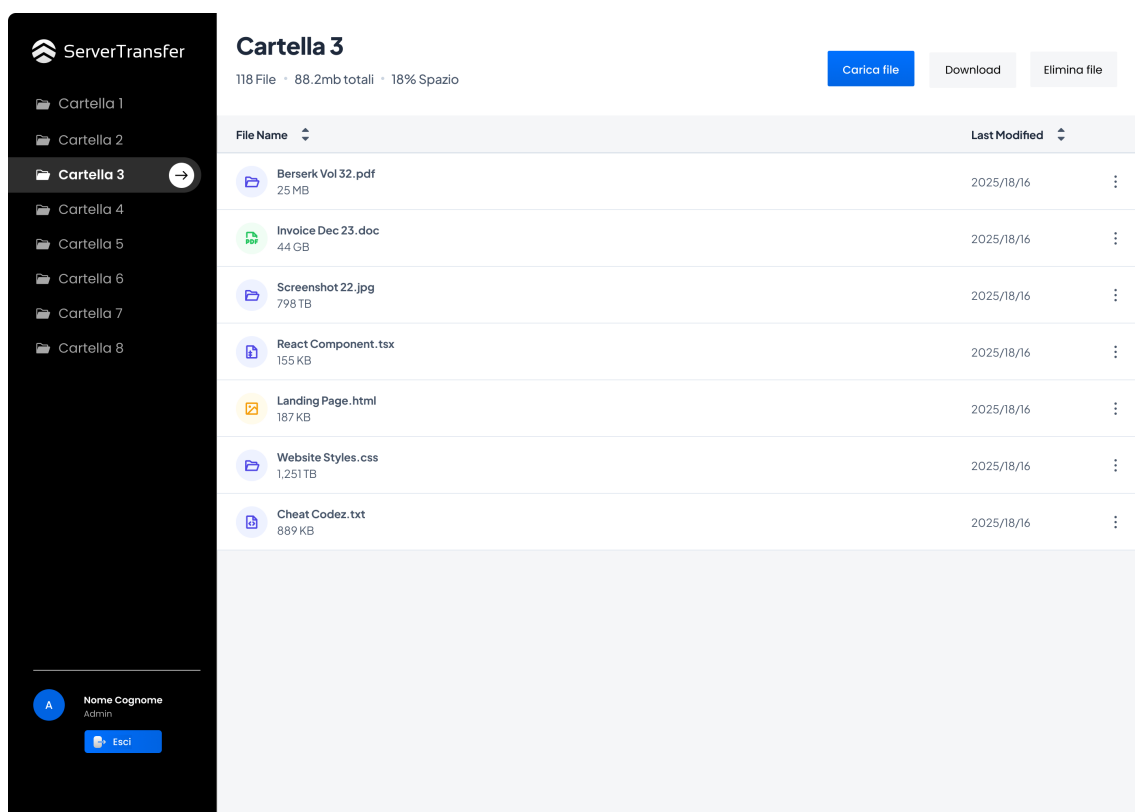 ServerTransfer
Cartella 1
Cartella 2
Cartella 3
Cartella 4
Cartella 5
Cartella 6
Cartella 7
Cartella 8
A
Nome Cognome
Admin
Esci
Cartella 3
118 File • 88.2mb totali • 18% Spazio
Carica file
Download
Elimina file
File Name
Last Modified
Berserk Vol 32.pdf
25 MB
2025/18/16
PDF
Invoice Dec 23.doc
44 GB
2025/18/16
Screenshot 22.jpg
798 TB
2025/18/16
React Component.tsx
155 KB
2025/18/16
Landing Page.html
187 KB
2025/18/16
Website Styles.css
1,251 TB
2025/18/16
Cheat Codez.txt
889 KB
2025/18/16